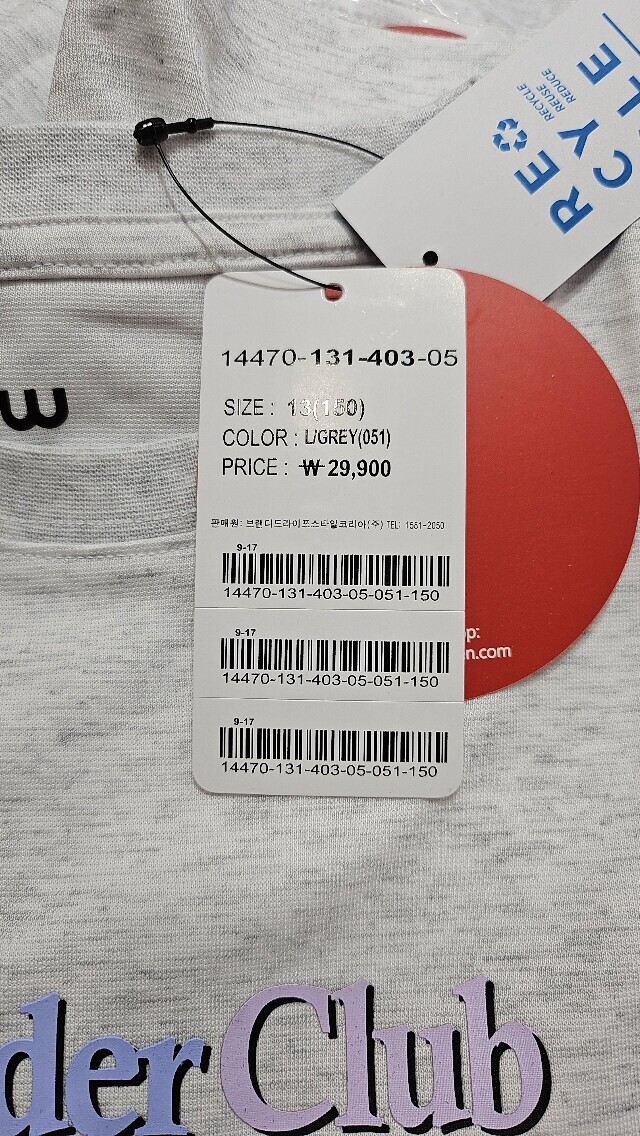 RECYCLE
REUSE
REDUCE
RE
CYCLE
14470-131-403-05
SIZE : 13(150)
COLOR : L/GREY(051)
PRICE : ₩ 29,900
판매원: 브랜디드라이프스타일코리아(주) TEL: 1581-2050
9-17
14470-131-403-05-051-150
9-17
14470-131-403-05-051-150
9-17
14470-131-403-05-051-150
p:
n.com
der Club